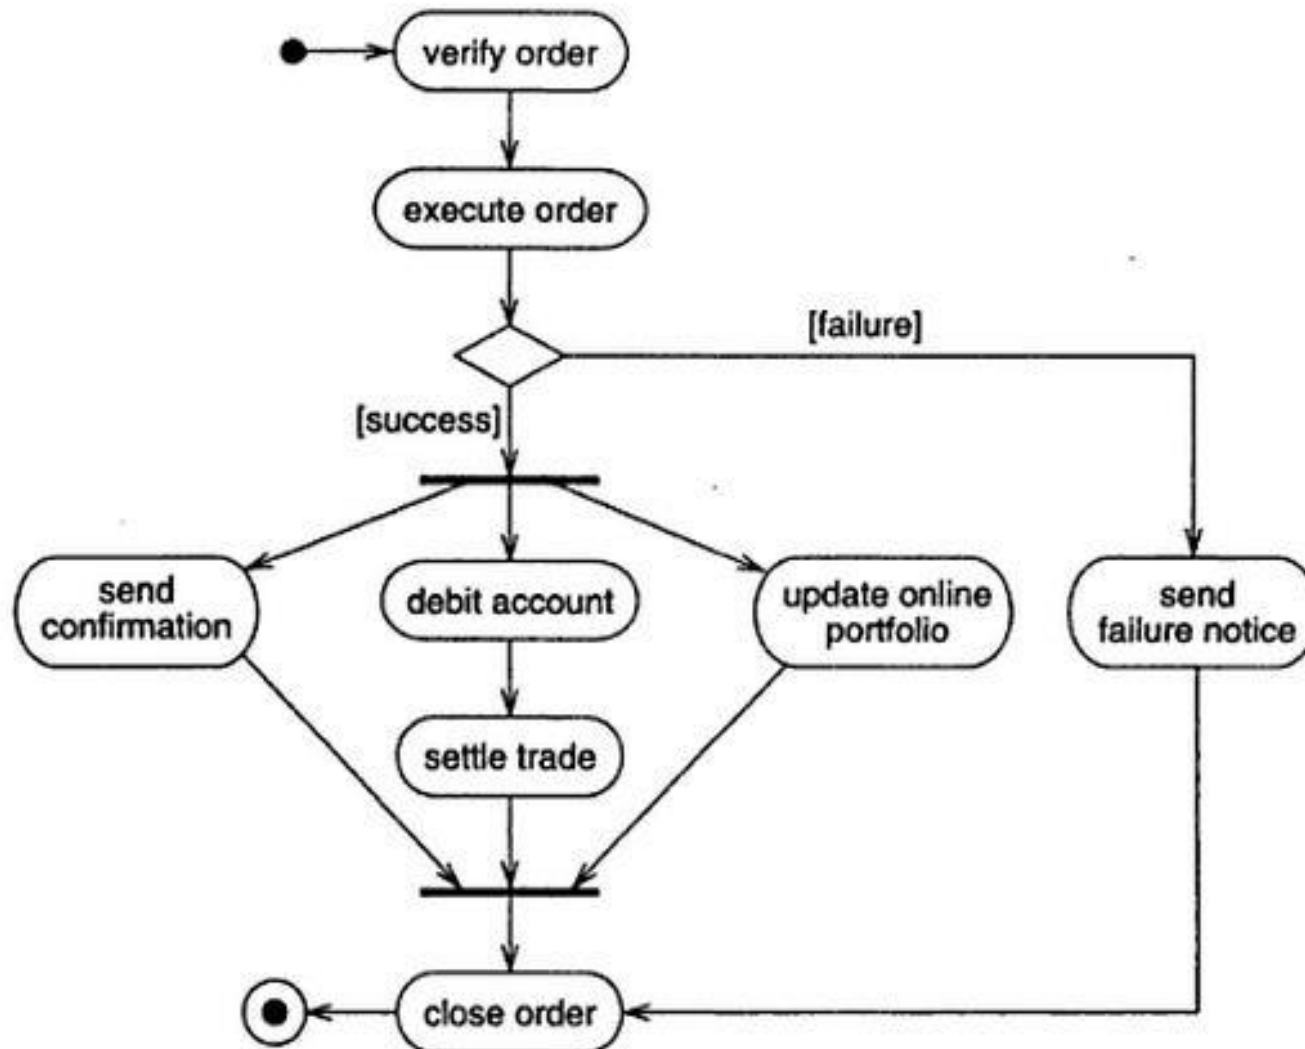 verify order
execute order
[failure]
[success]
send
confirmation
debit account
update online
portfolio
send
failure notice
settle trade
close order